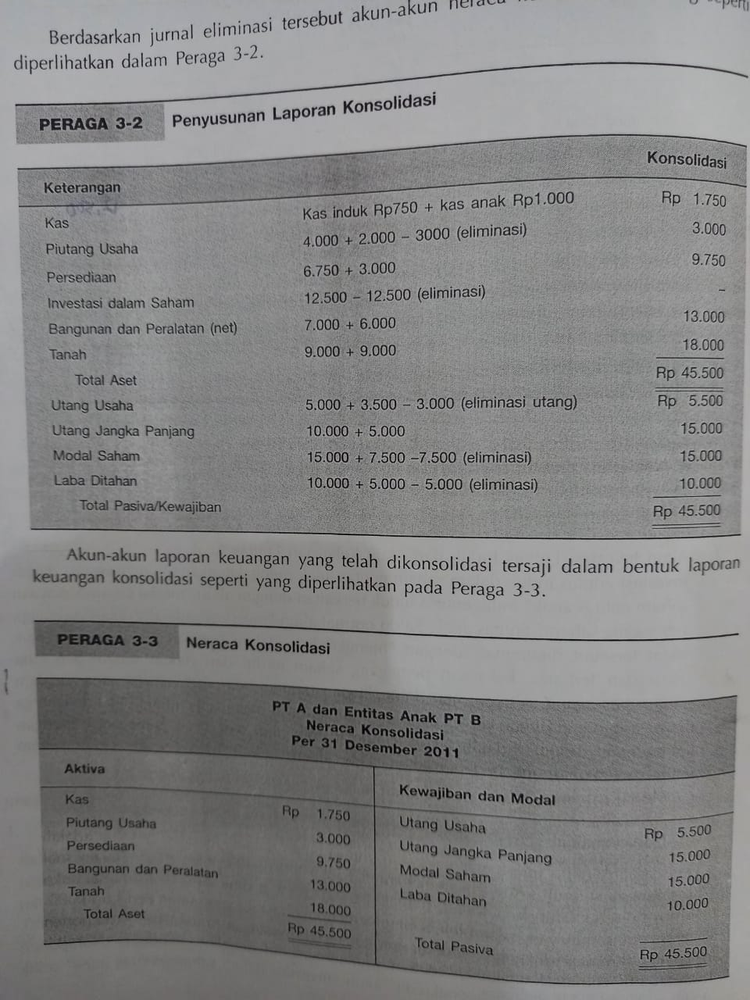 Berdasarkan jurnal eliminasi tersebut akun-akun
diperlihatkan dalam Peraga 3-2.
PERAGA 3-2 Penyusunan Laporan Konsolidasi
Keterangan Konsolidasi
Kas Kas induk Rp750 + kas anak Rp1.000 Rp 1.750
Piutang Usaha 4.000 + 2.000 – 3000 (eliminasi) 3.000
Persediaan 6.750 + 3.000 9.750
Investasi dalam Saham 12.500 – 12.500 (eliminasi) –
Bangunan dan Peralatan (net) 7.000 + 6.000 13.000
Tanah 9.000 + 9.000 18.000
Total Aset Rp 45.500
Utang Usaha 5.000 + 3.500 – 3.000 (eliminasi utang) Rp 5.500
Utang Jangka Panjang 10.000 + 5.000 15.000
Modal Saham 15.000 + 7.500 –7.500 (eliminasi) 15.000
Laba Ditahan 10.000 + 5.000 – 5.000 (eliminasi) 10.000
Total Pasiva/Kewajiban Rp 45.500
Akun-akun laporan keuangan yang telah dikonsolidasi tersaji dalam bentuk laporan
keuangan konsolidasi seperti yang diperlihatkan pada Peraga 3-3.
PERAGA 3-3 Neraca Konsolidasi
PT A dan Entitas Anak PT B
Neraca Konsolidasi
Per 31 Desember 2011
Aktiva Kewajiban dan Modal
Kas Rp 1.750 Utang Usaha Rp 5.500
Piutang Usaha 3.000 Utang Jangka Panjang 15.000
Persediaan 9.750 Modal Saham 15.000
Bangunan dan Peralatan 13.000 Laba Ditahan 10.000
Tanah 18.000
Total Aset Rp 45.500 Total Pasiva Rp 45.500